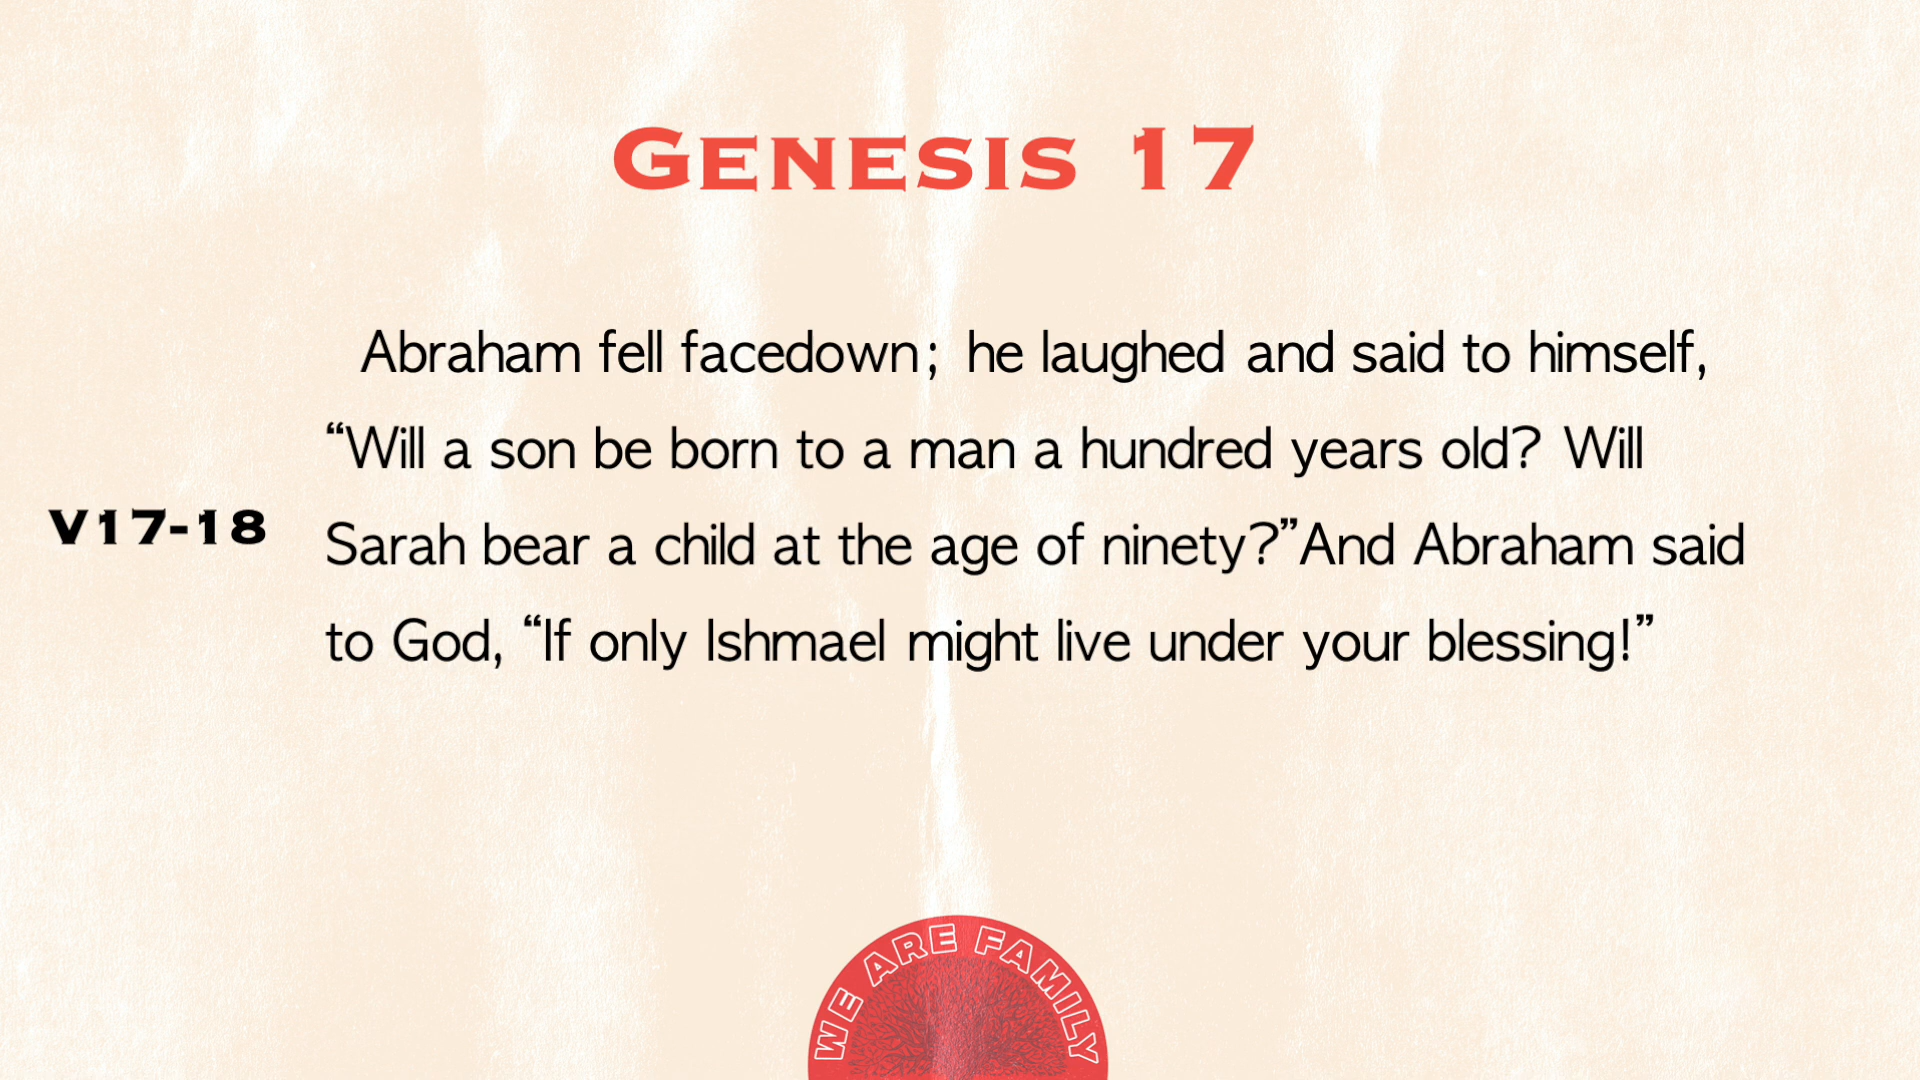 GENESIS 17
Abraham fell facedown; he laughed and said to himself,
“Will a son be born to a man a hundred years old? Will
V17-18
Sarah bear a child at the age of ninety?”And Abraham said
to God, “If only Ishmael might live under your blessing!”
WE ARE FAMILY